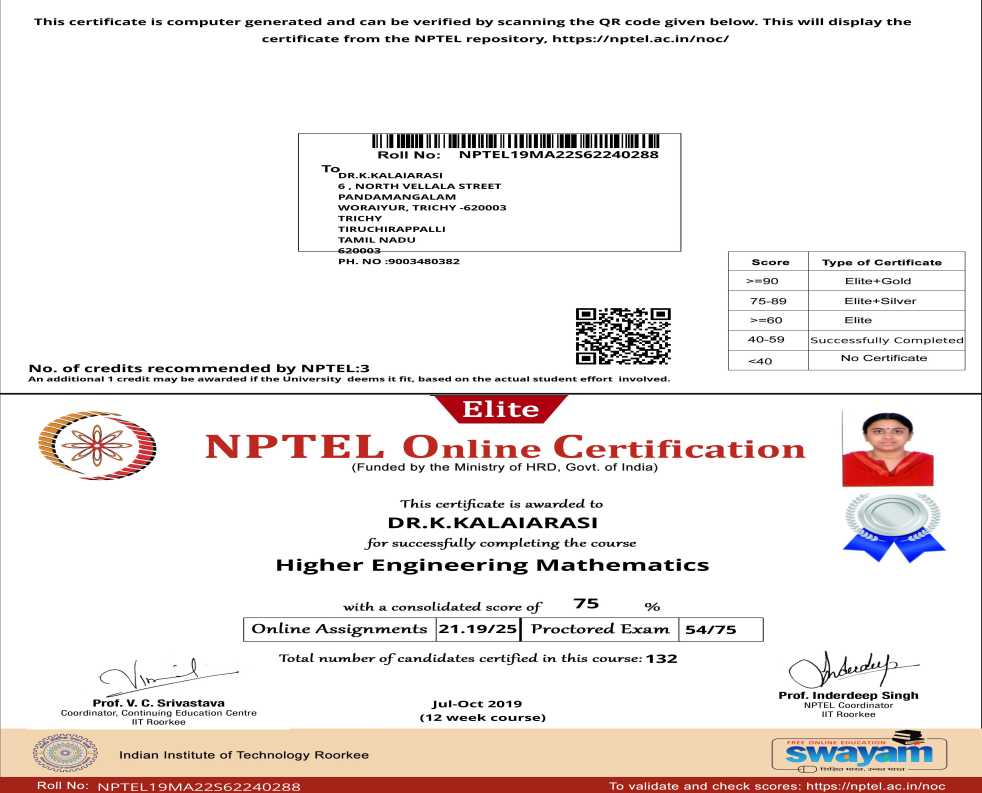 This certificate is computer generated and can be verified by scanning the QR code given below. This will display the
certificate from the NPTEL repository, https://nptel.ac.in/noc/
Roll No: NPTEL19MA22S62240288
To
DR.K.KALAIARASI
6 , NORTH VELLALA STREET
PANDAMANGALAM
WORAIYUR, TRICHY -620003
TRICHY
TIRUCHIRAPPALLI
TAMIL NADU
620003
PH. NO :9003480382
Score Type of Certificate
>=90 Elite+Gold
75-89 Elite+Silver
>=60 Elite
40-59 Successfully Completed
<40 No Certificate
No. of credits recommended by NPTEL:3
An additional 1 credit may be awarded if the University deems it fit, based on the actual student effort involved.
Elite
NPTEL Online Certification
(Funded by the Ministry of HRD, Govt. of India)
This certificate is awarded to
DR.K.KALAIARASI
for successfully completing the course
Higher Engineering Mathematics
with a consolidated score of 75 %
Online Assignments 21.19/25 Proctored Exam 54/75
Total number of candidates certified in this course: 132
Prof. V. C. Srivastava
Coordinator, Continuing Education Centre
IIT Roorkee
Jul-Oct 2019
(12 week course)
Prof. Inderdeep Singh
NPTEL Coordinator
IIT Roorkee
Indian Institute of Technology Roorkee
FREE ONLINE EDUCATION
swayam
शिक्षित भारत, उन्नत भारत
Roll No: NPTEL19MA22S62240288
To validate and check scores: https://nptel.ac.in/noc